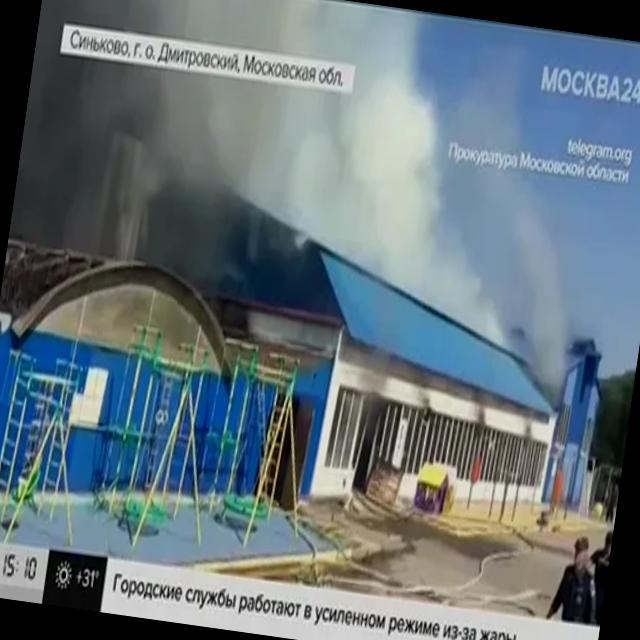 Синьково, г. о. Дмитровский, Московская обл.
МОСКВА24
telegram.org
Прокуратура Московской области
15:10
+31°
Городские службы работают в усиленном режиме из-за жары